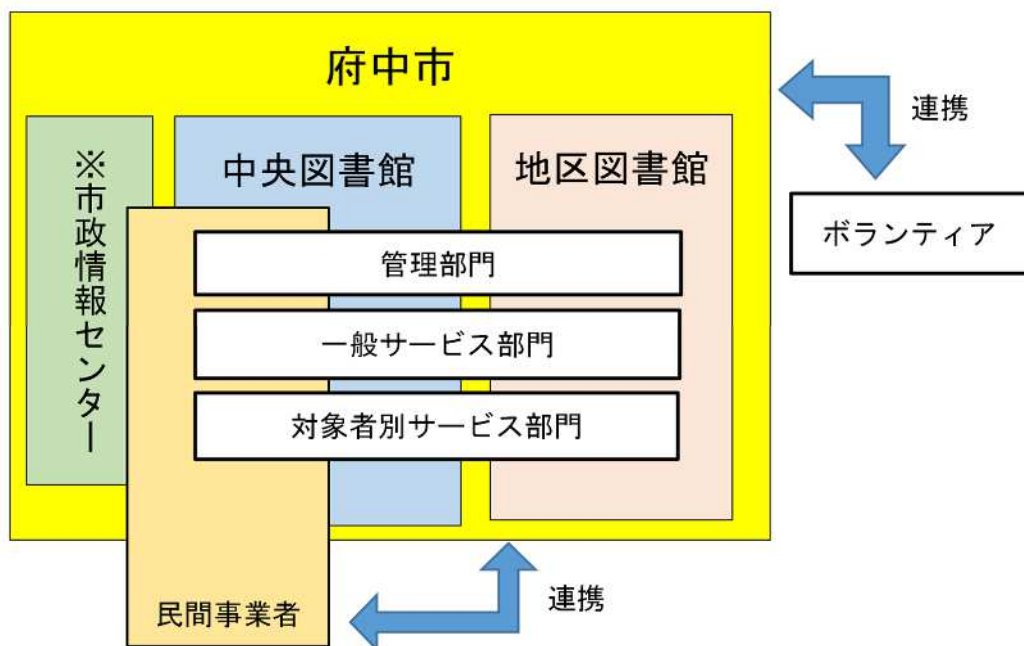 府中市
※市政情報センター
中央図書館
地区図書館
連携
ボランティア
管理部門
一般サービス部門
対象者別サービス部門
民間事業者
連携